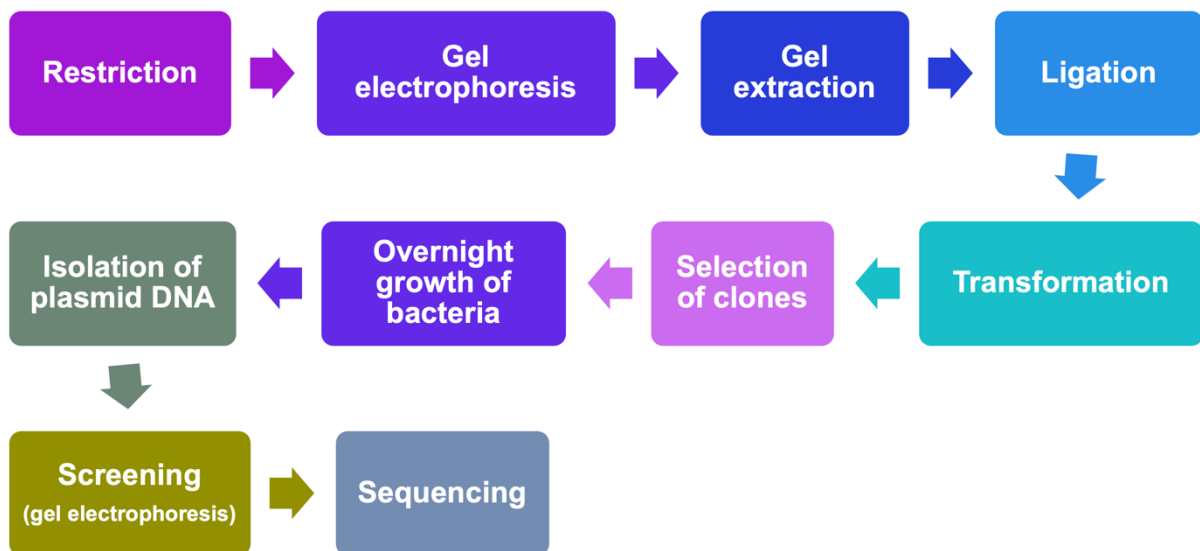 Restriction
Gel
electrophoresis
Gel
extraction
Ligation
Transformation
Selection
of clones
Overnight
growth of
bacteria
Isolation of
plasmid DNA
Screening
(gel electrophoresis)
Sequencing